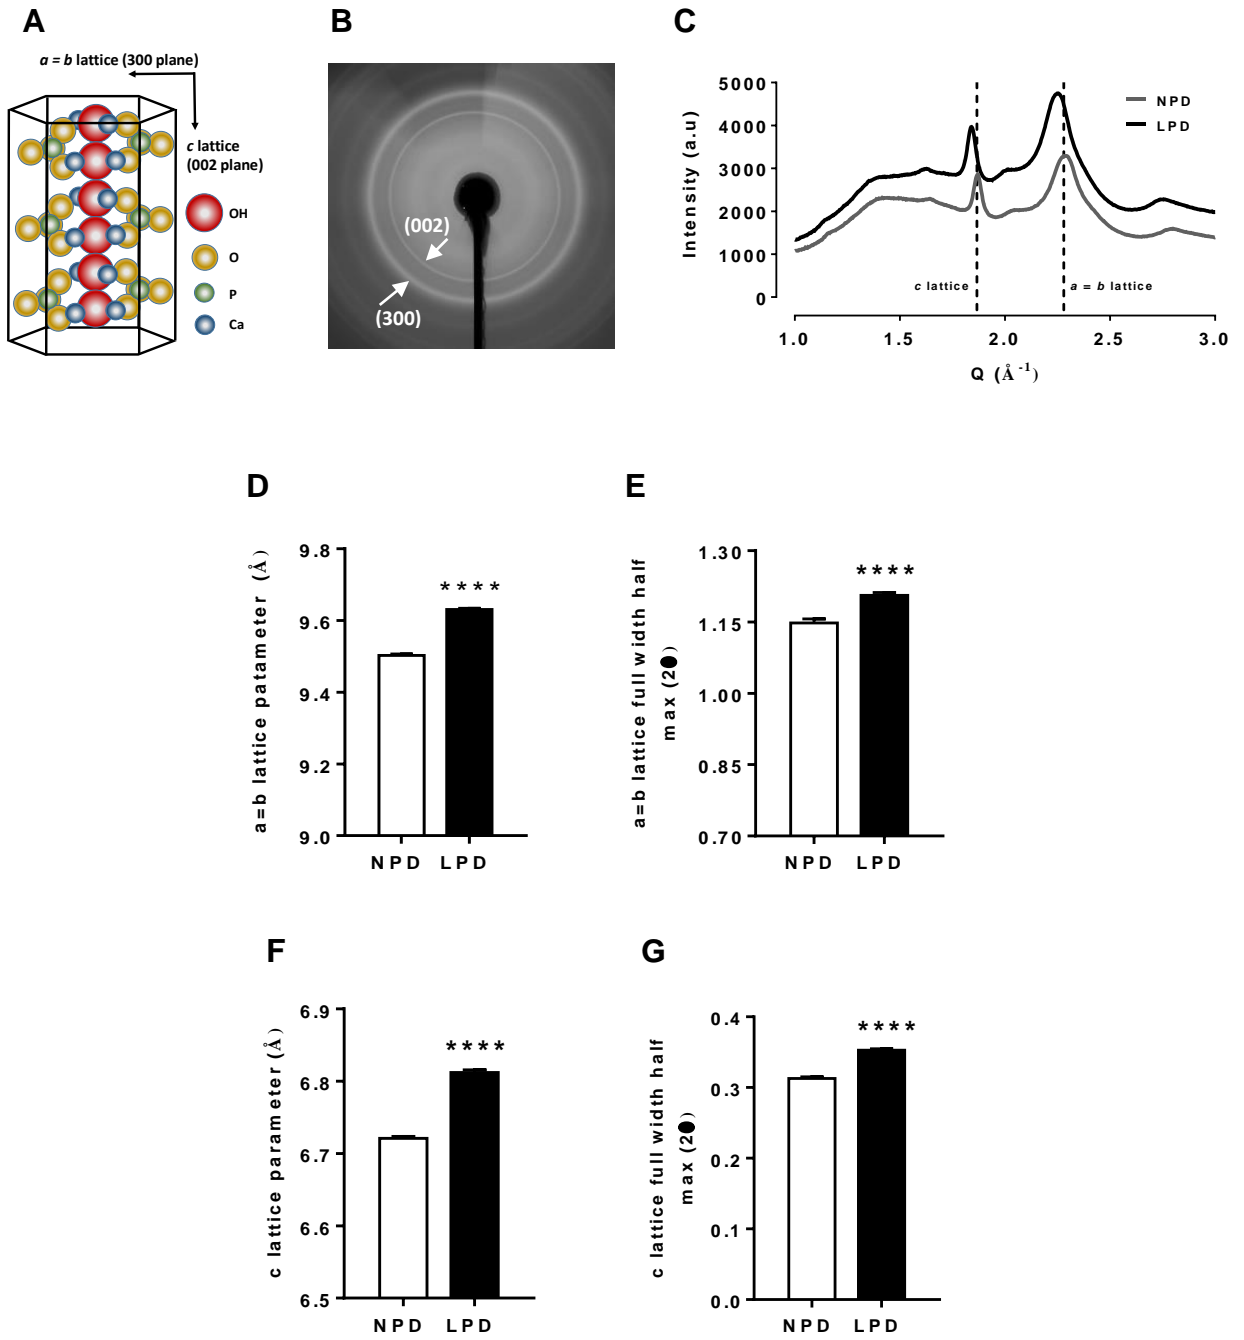 A
a = b lattice (300 plane)
c lattice
(002 plane)
OH
O
P
Ca
B
(002)
(300)
C
5000
4000
3000
2000
1000
0
Intensity (a.u)
NPD
LPD
c lattice
a = b lattice
1.0 1.5 2.0 2.5 3.0
Q (Å⁻¹)
D
a=b lattice patameter (Å)
9.8
9.6
9.4
9.2
9.0
****
NPD LPD
E
a=b lattice full width half
max (2●)
1.30
1.15
1.00
0.85
0.70
****
NPD LPD
F
c lattice parameter (Å)
6.9
6.8
6.7
6.6
6.5
****
NPD LPD
G
c lattice full width half
max (2●)
0.4
0.3
0.2
0.1
0.0
****
NPD LPD